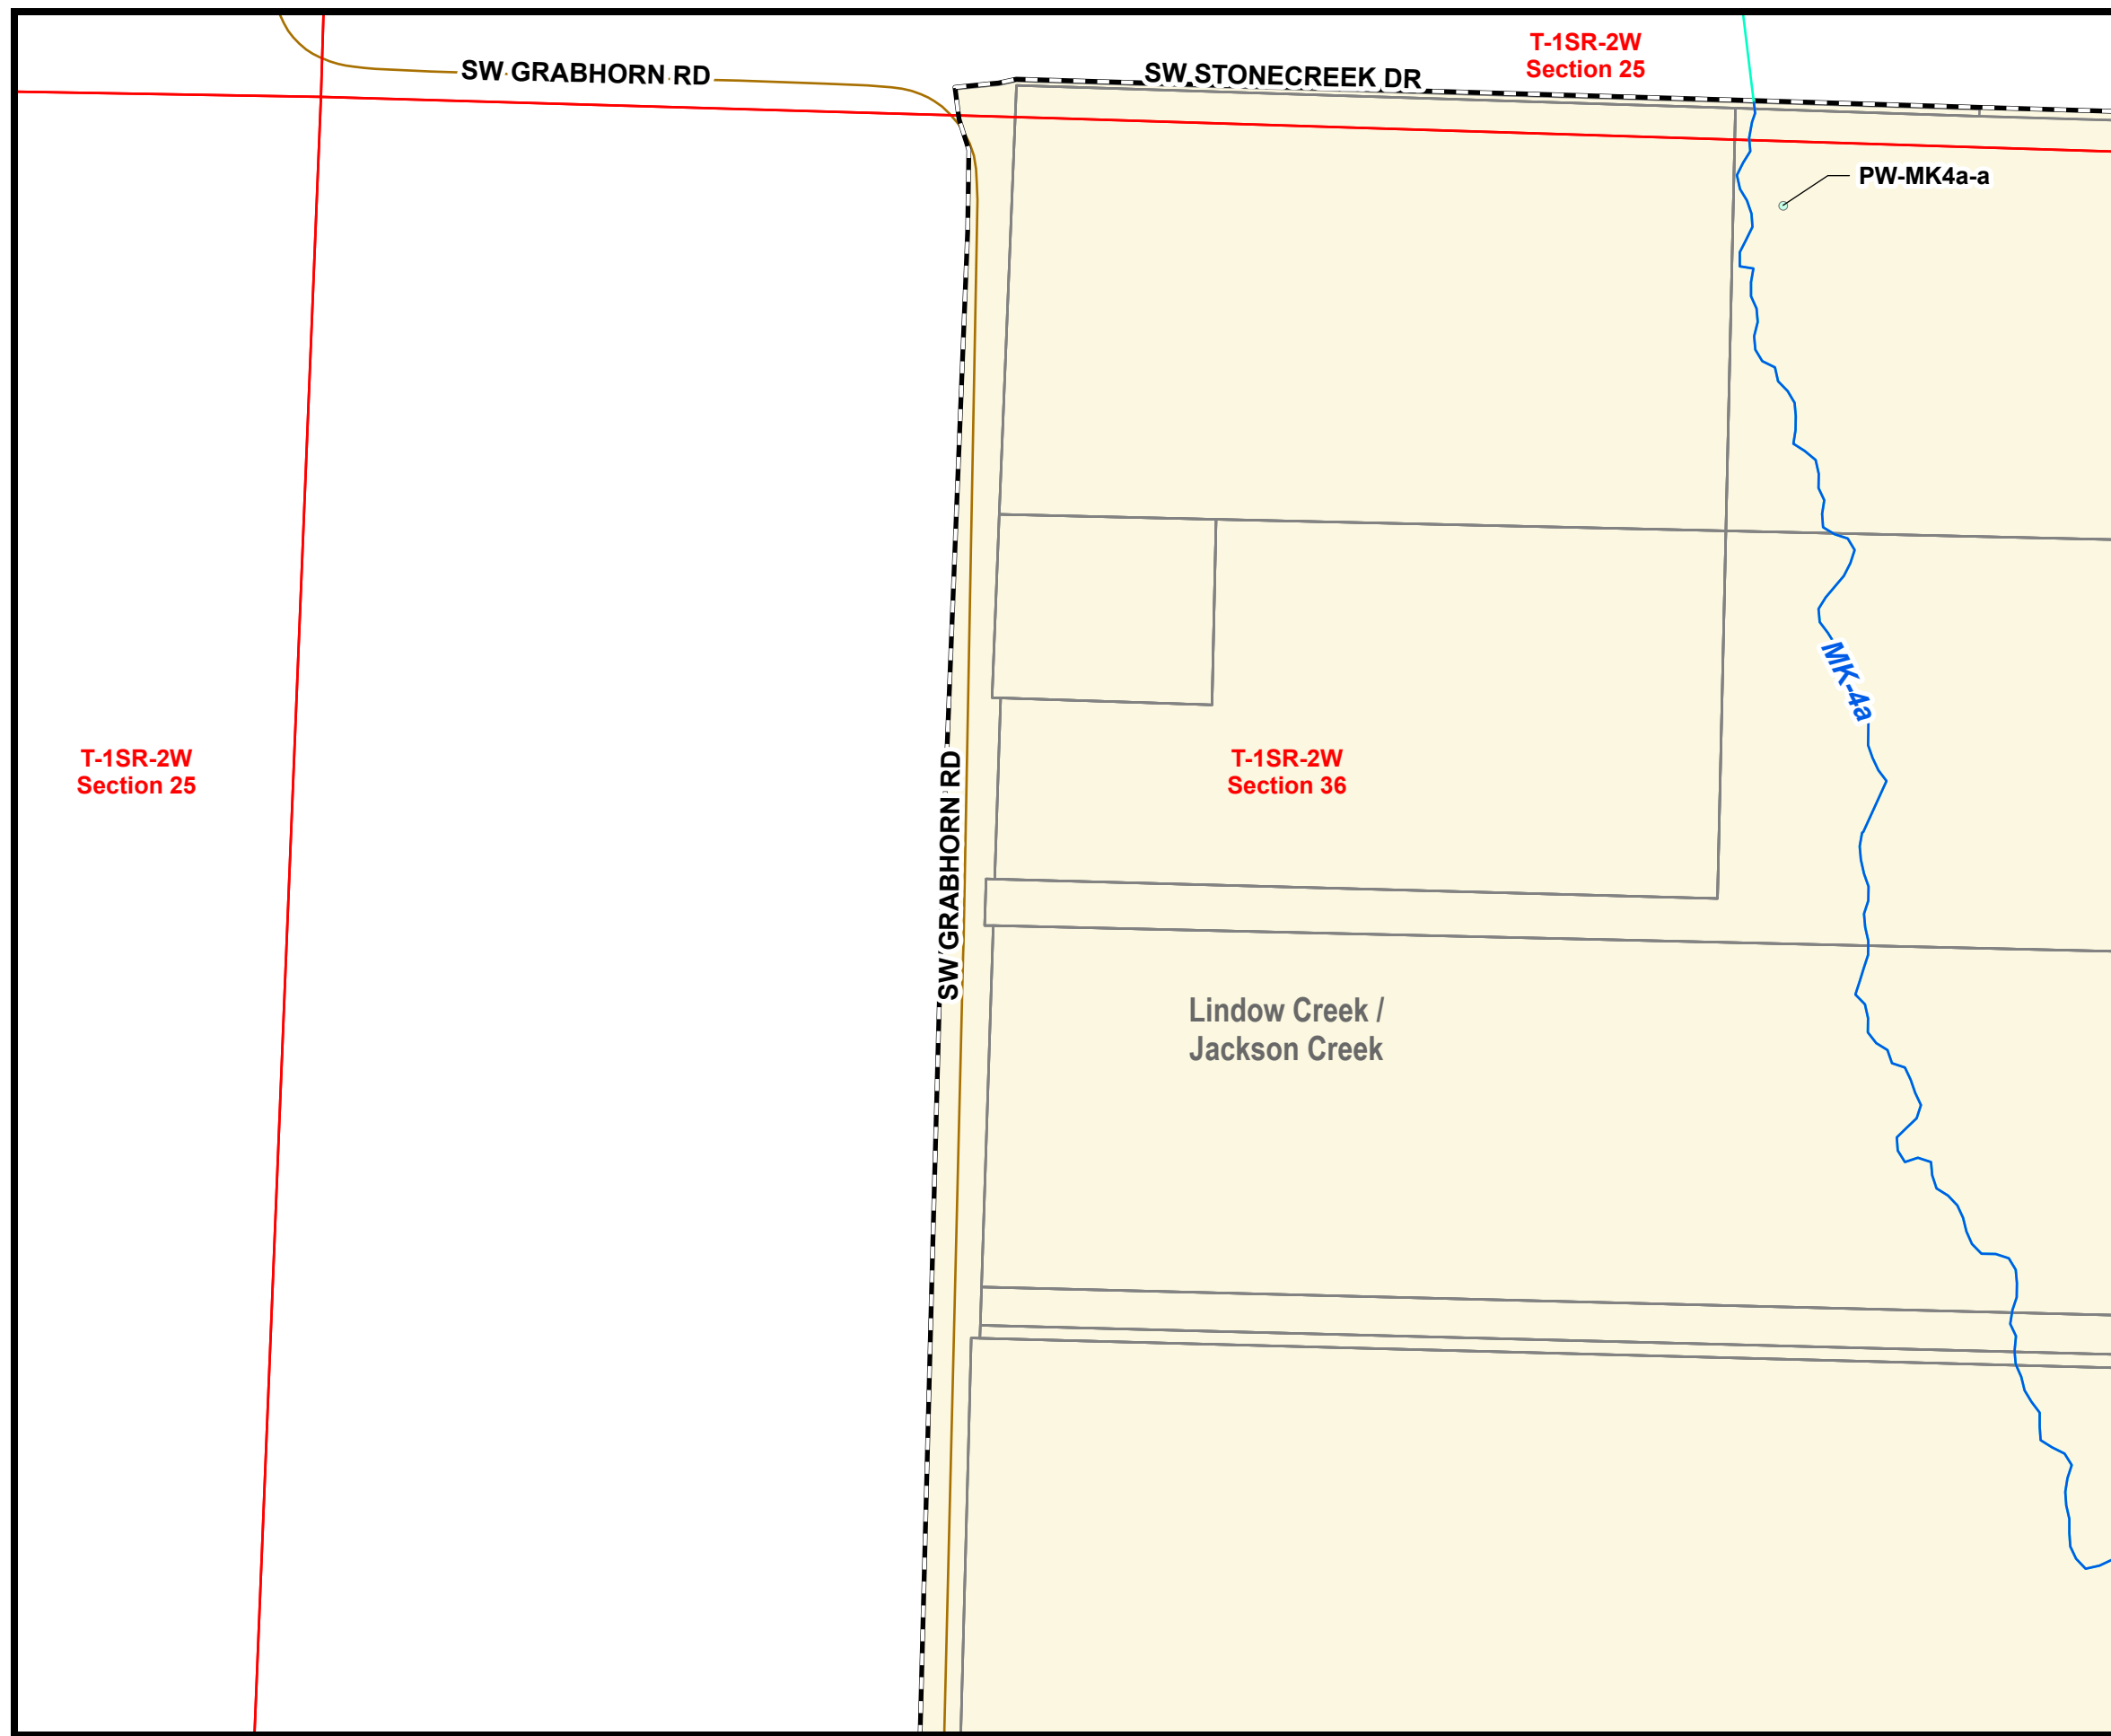 T-1SR-2W
Section 25
SW GRABHORN RD
SW STONECREEK DR
PW-MK4a-a
MK-4a
T-1SR-2W
Section 25
SW GRABHORN RD
T-1SR-2W
Section 36
Lindow Creek /
Jackson Creek